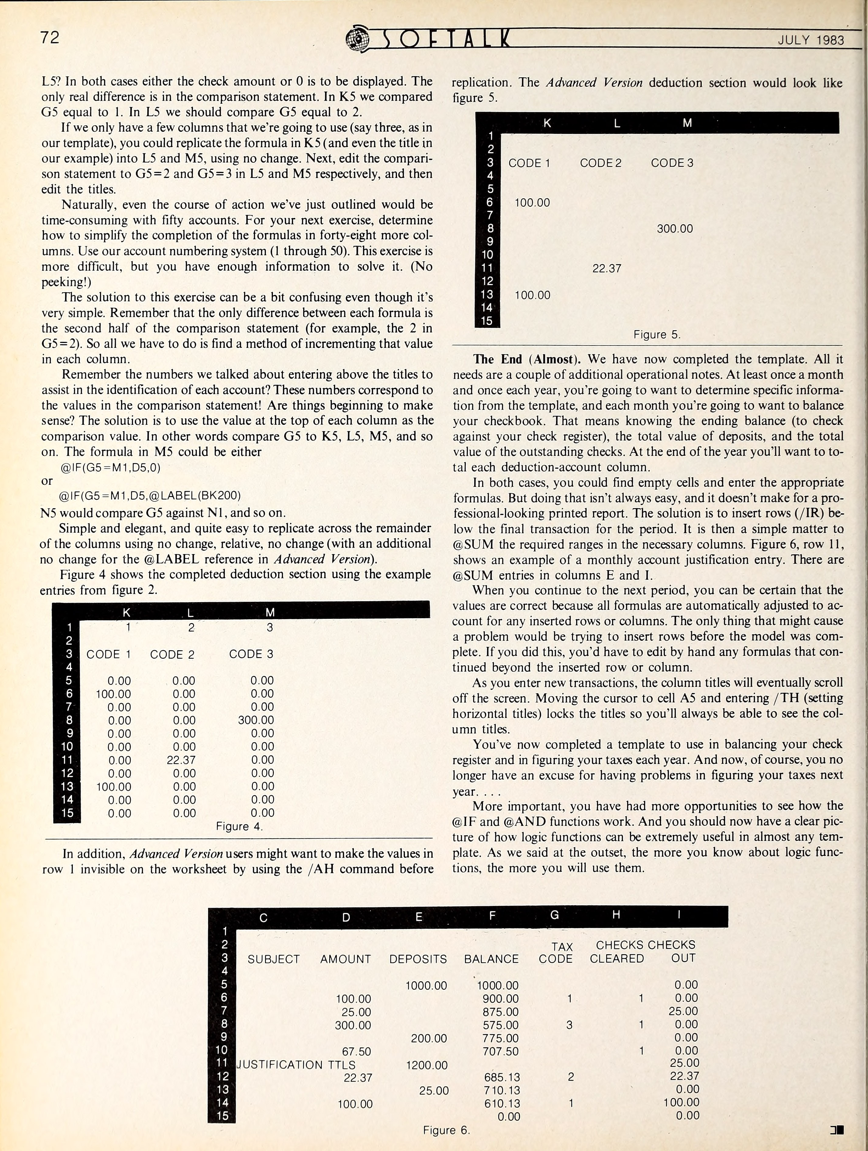 72
SOFTALK
JULY 1983
L5? In both cases either the check amount or 0 is to be displayed. The
only real difference is in the comparison statement. In K5 we compared
G5 equal to 1. In L5 we should compare G5 equal to 2.
If we only have a few columns that we're going to use (say three, as in
our template), you could replicate the formula in K5 (and even the title in
our example) into L5 and M5, using no change. Next, edit the compari-
son statement to G5=2 and G5=3 in L5 and M5 respectively, and then
edit the titles.
Naturally, even the course of action we've just outlined would be
time-consuming with fifty accounts. For your next exercise, determine
how to simplify the completion of the formulas in forty-eight more col-
umns. Use our account numbering system (1 through 50). This exercise is
more difficult, but you have enough information to solve it. (No
peeking!)
The solution to this exercise can be a bit confusing even though it's
very simple. Remember that the only difference between each formula is
the second half of the comparison statement (for example, the 2 in
G5=2). So all we have to do is find a method of incrementing that value
in each column.
Remember the numbers we talked about entering above the titles to
assist in the identification of each account? These numbers correspond to
the values in the comparison statement! Are things beginning to make
sense? The solution is to use the value at the top of each column as the
comparison value. In other words compare G5 to K5, L5, M5, and so
on. The formula in M5 could be either
@IF(G5=M1,D5,0)
or
@IF(G5=M1,D5,@LABEL(BK200)
N5 would compare G5 against N1, and so on.
Simple and elegant, and quite easy to replicate across the remainder
of the columns using no change, relative, no change (with an additional
no change for the @LABEL reference in Advanced Version).
Figure 4 shows the completed deduction section using the example
entries from figure 2.
K L M
1 1 2 3
2
3 CODE 1 CODE 2 CODE 3
4
5 0.00 0.00 0.00
6 100.00 0.00 0.00
7 0.00 0.00 0.00
8 0.00 0.00 300.00
9 0.00 0.00 0.00
10 0.00 0.00 0.00
11 0.00 22.37 0.00
12 0.00 0.00 0.00
13 100.00 0.00 0.00
14 0.00 0.00 0.00
15 0.00 0.00 0.00
Figure 4.
In addition, Advanced Version users might want to make the values in
row 1 invisible on the worksheet by using the /AH command before
replication. The Advanced Version deduction section would look like
figure 5.
K L M
1
2
3 CODE 1 CODE 2 CODE 3
4
5
6 100.00
7
8 300.00
9
10
11 22.37
12
13 100.00
14
15
Figure 5.
The End (Almost). We have now completed the template. All it
needs are a couple of additional operational notes. At least once a month
and once each year, you're going to want to determine specific informa-
tion from the template, and each month you're going to want to balance
your checkbook. That means knowing the ending balance (to check
against your check register), the total value of deposits, and the total
value of the outstanding checks. At the end of the year you'll want to to-
tal each deduction-account column.
In both cases, you could find empty cells and enter the appropriate
formulas. But doing that isn't always easy, and it doesn't make for a pro-
fessional-looking printed report. The solution is to insert rows (/IR) be-
low the final transaction for the period. It is then a simple matter to
@SUM the required ranges in the necessary columns. Figure 6, row 11,
shows an example of a monthly account justification entry. There are
@SUM entries in columns E and I.
When you continue to the next period, you can be certain that the
values are correct because all formulas are automatically adjusted to ac-
count for any inserted rows or columns. The only thing that might cause
a problem would be trying to insert rows before the model was com-
plete. If you did this, you'd have to edit by hand any formulas that con-
tinued beyond the inserted row or column.
As you enter new transactions, the column titles will eventually scroll
off the screen. Moving the cursor to cell A5 and entering /TH (setting
horizontal titles) locks the titles so you'll always be able to see the col-
umn titles.
You've now completed a template to use in balancing your check
register and in figuring your taxes each year. And now, of course, you no
longer have an excuse for having problems in figuring your taxes next
year. . . .
More important, you have had more opportunities to see how the
@IF and @AND functions work. And you should now have a clear pic-
ture of how logic functions can be extremely useful in almost any tem-
plate. As we said at the outset, the more you know about logic func-
tions, the more you will use them.
C D E F G H I
1
2 TAX CHECKS CHECKS
3 SUBJECT AMOUNT DEPOSITS BALANCE CODE CLEARED OUT
4
5 1000.00 1000.00 0.00
6 100.00 900.00 1 1 0.00
7 25.00 875.00 25.00
8 300.00 575.00 3 1 0.00
9 200.00 775.00 0.00
10 67.50 707.50 1 0.00
11 JUSTIFICATION TTLS 1200.00 25.00
12 22.37 685.13 2 22.37
13 25.00 710.13 0.00
14 100.00 610.13 1 100.00
15 0.00 0.00
Figure 6.